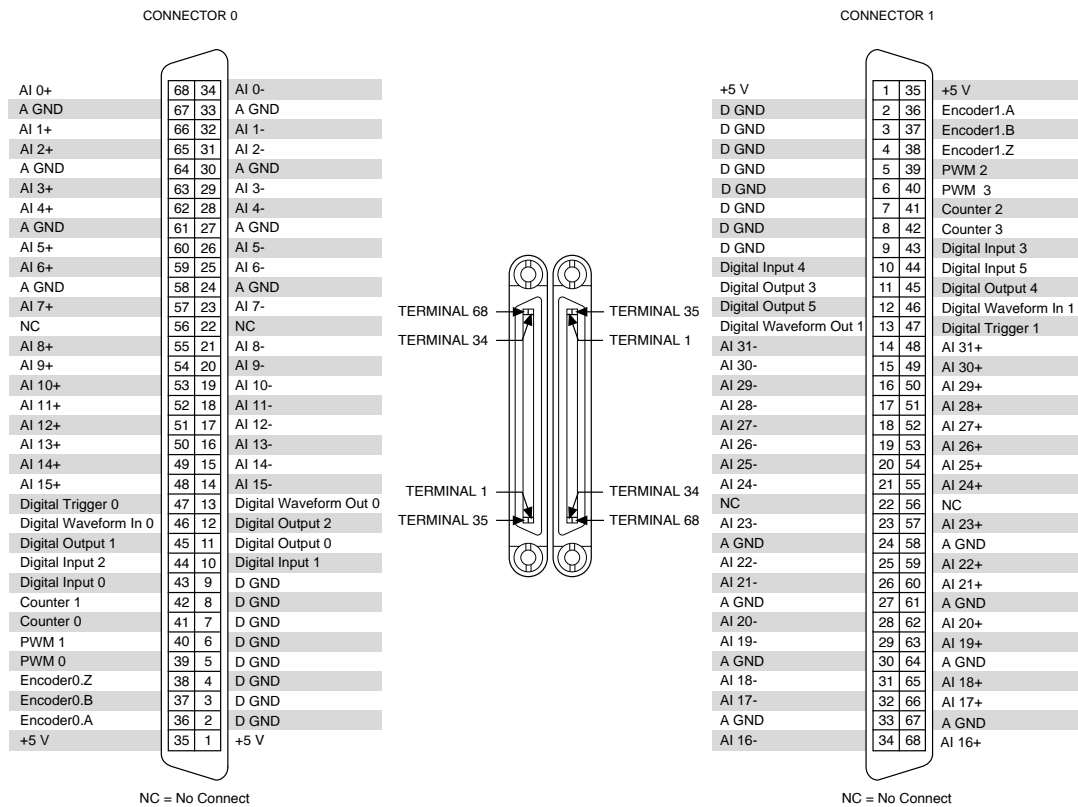 CONNECTOR 0
AI 0+ 68 34 AI 0-
A GND 67 33 A GND
AI 1+ 66 32 AI 1-
AI 2+ 65 31 AI 2-
A GND 64 30 A GND
AI 3+ 63 29 AI 3-
AI 4+ 62 28 AI 4-
A GND 61 27 A GND
AI 5+ 60 26 AI 5-
AI 6+ 59 25 AI 6-
A GND 58 24 A GND
AI 7+ 57 23 AI 7-
NC 56 22 NC
AI 8+ 55 21 AI 8-
AI 9+ 54 20 AI 9-
AI 10+ 53 19 AI 10-
AI 11+ 52 18 AI 11-
AI 12+ 51 17 AI 12-
AI 13+ 50 16 AI 13-
AI 14+ 49 15 AI 14-
AI 15+ 48 14 AI 15-
Digital Trigger 0 47 13 Digital Waveform Out 0
Digital Waveform In 0 46 12 Digital Output 2
Digital Output 1 45 11 Digital Output 0
Digital Input 2 44 10 Digital Input 1
Digital Input 0 43 9 D GND
Counter 1 42 8 D GND
Counter 0 41 7 D GND
PWM 1 40 6 D GND
PWM 0 39 5 D GND
Encoder0.Z 38 4 D GND
Encoder0.B 37 3 D GND
Encoder0.A 36 2 D GND
+5 V 35 1 +5 V
NC = No Connect
TERMINAL 68
TERMINAL 34
TERMINAL 1
TERMINAL 35
TERMINAL 35
TERMINAL 1
TERMINAL 34
TERMINAL 68
CONNECTOR 1
+5 V 1 35 +5 V
D GND 2 36 Encoder1.A
D GND 3 37 Encoder1.B
D GND 4 38 Encoder1.Z
D GND 5 39 PWM 2
D GND 6 40 PWM 3
D GND 7 41 Counter 2
D GND 8 42 Counter 3
D GND 9 43 Digital Input 3
Digital Input 4 10 44 Digital Input 5
Digital Output 3 11 45 Digital Output 4
Digital Output 5 12 46 Digital Waveform In 1
Digital Waveform Out 1 13 47 Digital Trigger 1
AI 31- 14 48 AI 31+
AI 30- 15 49 AI 30+
AI 29- 16 50 AI 29+
AI 28- 17 51 AI 28+
AI 27- 18 52 AI 27+
AI 26- 19 53 AI 26+
AI 25- 20 54 AI 25+
AI 24- 21 55 AI 24+
NC 22 56 NC
AI 23- 23 57 AI 23+
A GND 24 58 A GND
AI 22- 25 59 AI 22+
AI 21- 26 60 AI 21+
A GND 27 61 A GND
AI 20- 28 62 AI 20+
AI 19- 29 63 AI 19+
A GND 30 64 A GND
AI 18- 31 65 AI 18+
AI 17- 32 66 AI 17+
A GND 33 67 A GND
AI 16- 34 68 AI 16+
NC = No Connect